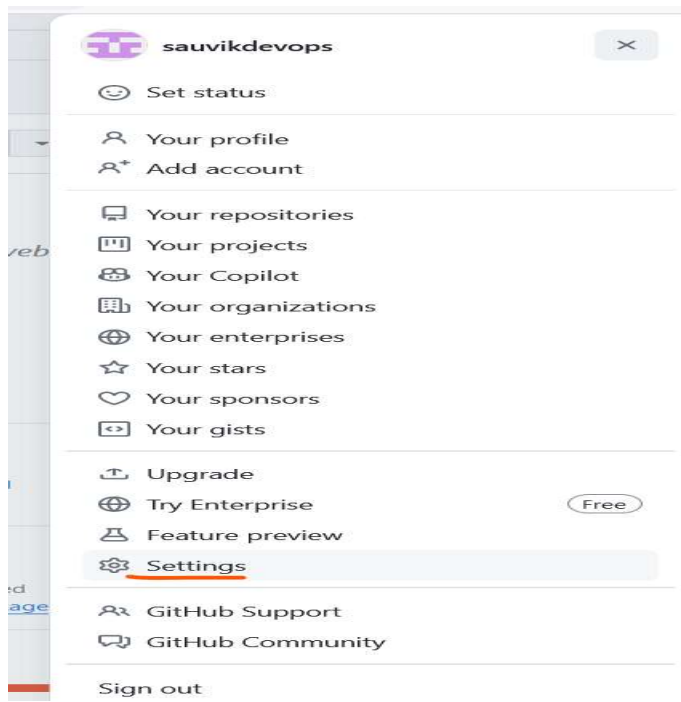 sauvikdevops
Set status
Your profile
Add account
Your repositories
Your projects
Your Copilot
Your organizations
Your enterprises
Your stars
Your sponsors
Your gists
Upgrade
Try Enterprise Free
Feature preview
Settings
GitHub Support
GitHub Community
Sign out